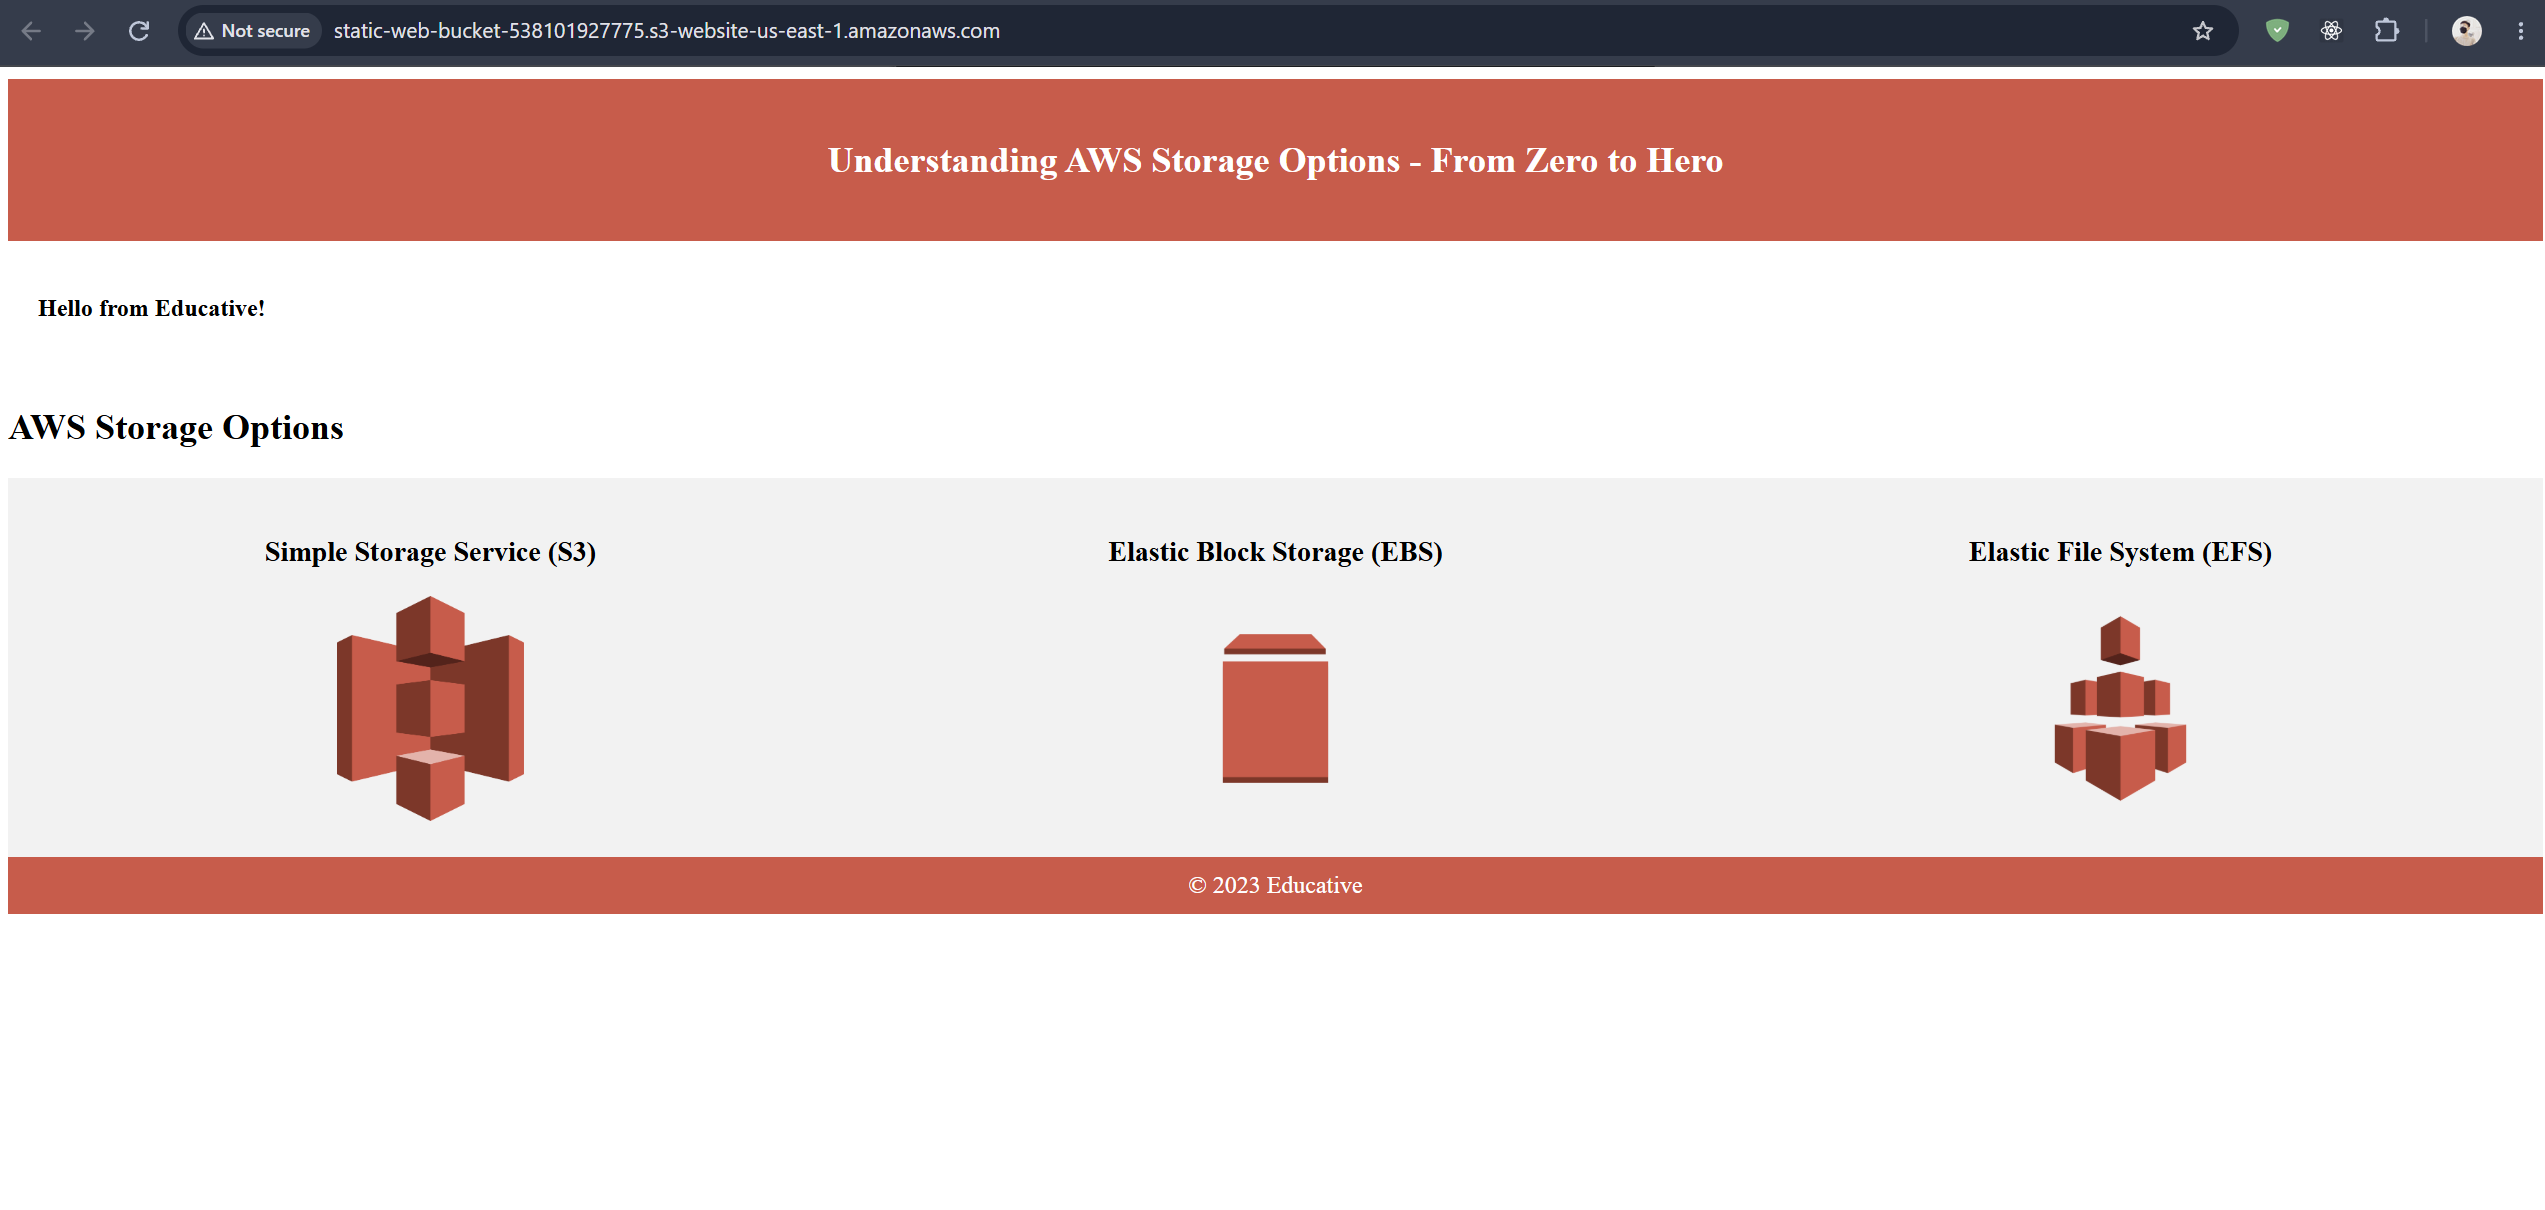 Not secure static-web-bucket-538101927775.s3-website-us-east-1.amazonaws.com
Understanding AWS Storage Options - From Zero to Hero
Hello from Educative!
AWS Storage Options
Simple Storage Service (S3)
Elastic Block Storage (EBS)
Elastic File System (EFS)
© 2023 Educative